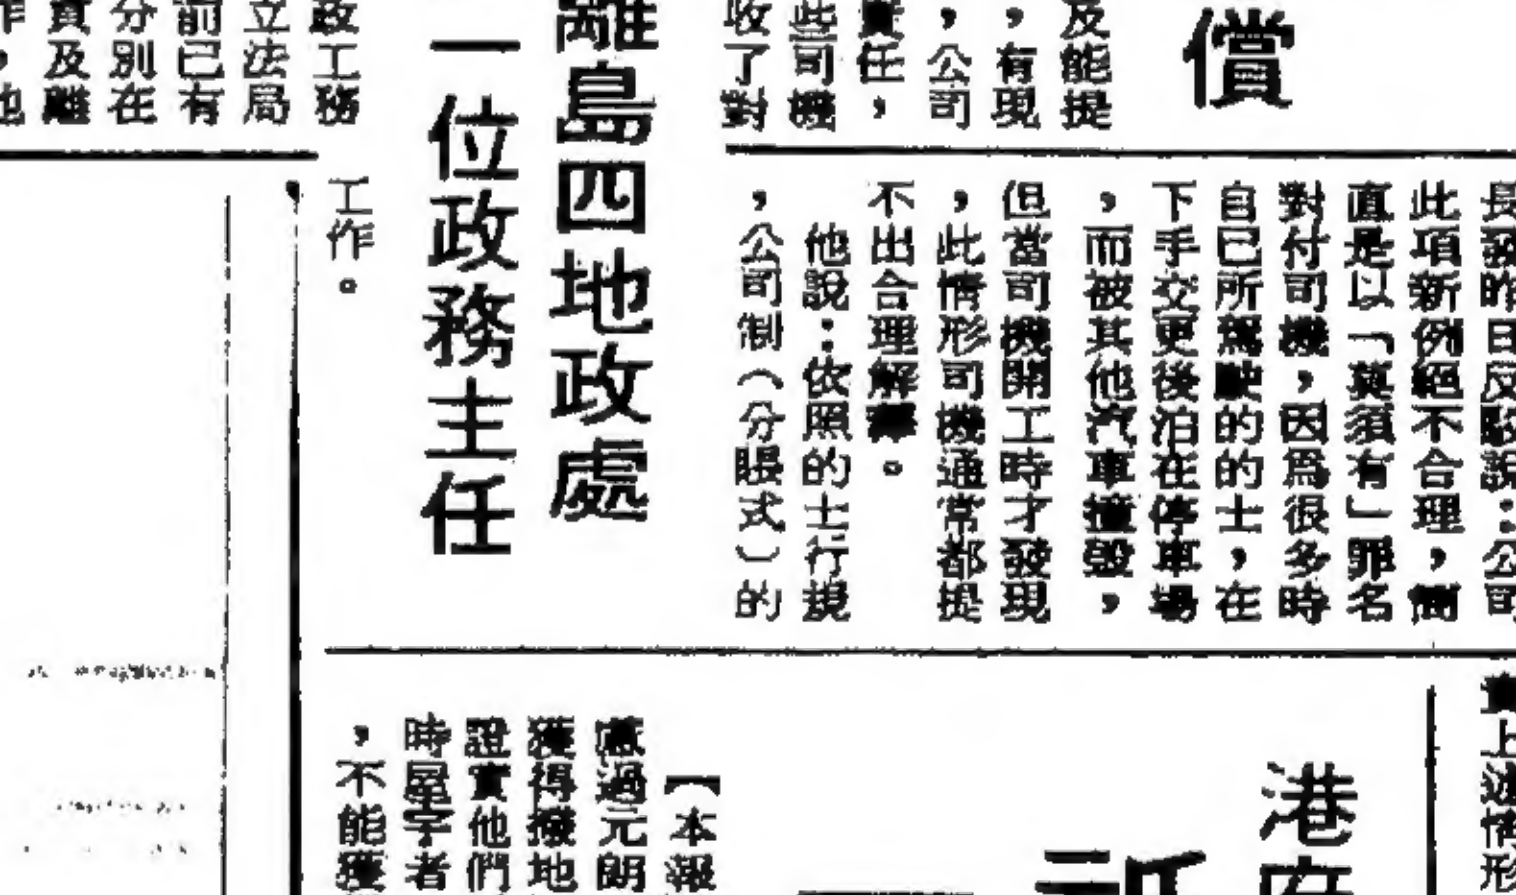 償
及能提
，有現
，公司
責任，
此司機
收了對
離島四地政處
一位政務主任
政工務
立法局
前已有
分別在
責及離
作，他
工作。
長發昨日反駁說：公司
此項新例絕不合理，簡
直是以「莫須有」罪名
對付司機，因為很多時
自己所駕駛的的士，在
下手交更後泊在停車場
，而被其他汽車撞毀，
但當司機開工時才發現
，此情形司機通常都提
不出合理解釋。
他說：依照的士行規
，公司制（分賬式）的
上述情形
港府
【本報
憾過元朗
獲得撥地
證實他們
時屋宇者
，不能獲